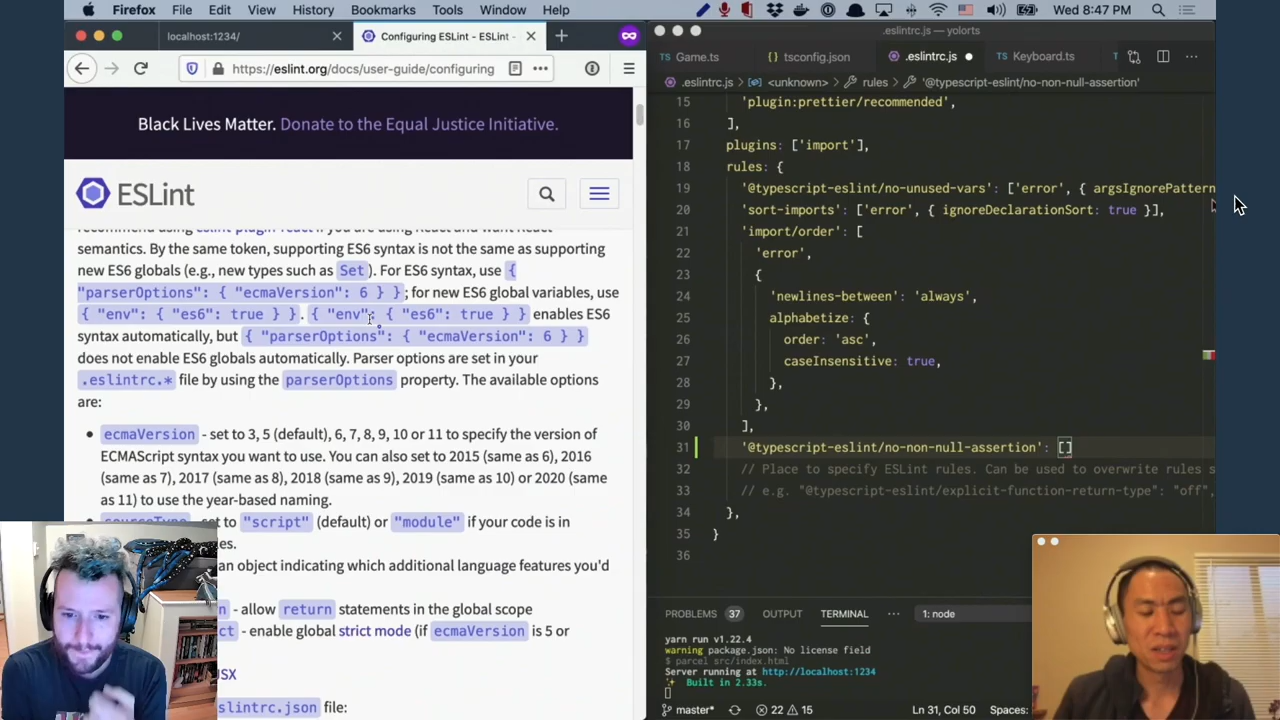 Firefox File Edit View History Bookmarks Tools Window Help
Wed 8:47 PM
localhost:1234/
Configuring ESLint - ESLint -
https://eslint.org/docs/user-guide/configuring
Black Lives Matter. Donate to the Equal Justice Initiative.
ESLint
semantics. By the same token, supporting ES6 syntax is not the same as supporting
new ES6 globals (e.g., new types such as Set). For ES6 syntax, use {
"parserOptions": { "ecmaVersion": 6 } }; for new ES6 global variables, use
{ "env": { "es6": true } }. { "env": { "es6": true } } enables ES6
syntax automatically, but { "parserOptions": { "ecmaVersion": 6 } }
does not enable ES6 globals automatically. Parser options are set in your
.eslintrc.* file by using the parserOptions property. The available options
are:
ecmaVersion - set to 3, 5 (default), 6, 7, 8, 9, 10 or 11 to specify the version of
ECMAScript syntax you want to use. You can also set to 2015 (same as 6), 2016
(same as 7), 2017 (same as 8), 2018 (same as 9), 2019 (same as 10) or 2020 (same
as 11) to use the year-based naming.
set to "script" (default) or "module" if your code is in
es.
an object indicating which additional language features you'd
- allow return statements in the global scope
ct - enable global strict mode (if ecmaVersion is 5 or
JSX
slintrc.json file:
.eslintrc.js — yolorts
Game.ts
tsconfig.json
.eslintrc.js
Keyboard.ts
.eslintrc.js > <unknown> > rules > '@typescript-eslint/no-non-null-assertion'
15 'plugin:prettier/recommended',
16 ],
17 plugins: ['import'],
18 rules: {
19 '@typescript-eslint/no-unused-vars': ['error', { argsIgnorePattern
20 'sort-imports': ['error', { ignoreDeclarationSort: true }],
21 'import/order': [
22 'error',
23 {
24 'newlines-between': 'always',
25 alphabetize: {
26 order: 'asc',
27 caseInsensitive: true,
28 },
29 },
30 ],
31 '@typescript-eslint/no-non-null-assertion': []
32 // Place to specify ESLint rules. Can be used to overwrite rules s
33 // e.g. "@typescript-eslint/explicit-function-return-type": "off",
34 },
35 }
36
PROBLEMS 37 OUTPUT TERMINAL ··· 1: node
yarn run v1.22.4
warning package.json: No license field
$ parcel src/index.html
Server running at http://localhost:1234
Built in 2.33s.
master* 22 15 Ln 31, Col 50 Spaces: